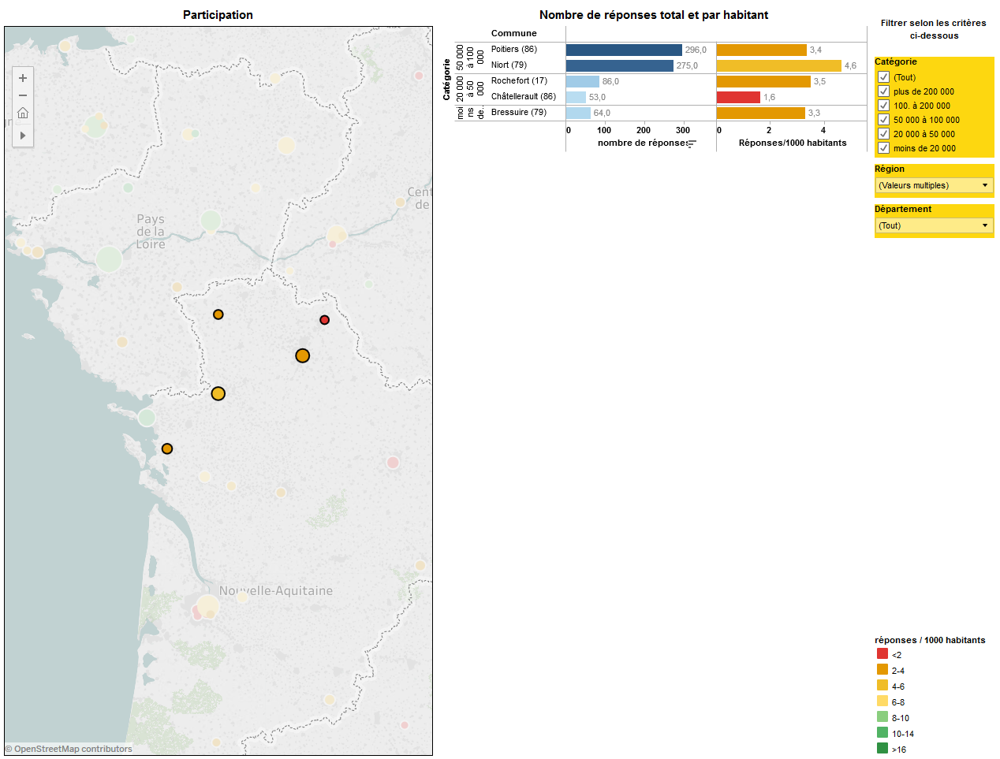 Participation
Nombre de réponses total et par habitant
Filtrer selon les critères
ci-dessous
Pays
de la
Loire
Cent
de
Nouvelle-Aquitaine
© OpenStreetMap contributors
Commune
Catégorie
50 000
à 100
000
Poitiers (86) 296,0 3,4
Niort (79) 275,0 4,6
20 000
à 50
000
Rochefort (17) 86,0 3,5
Châtellerault (86) 53,0 1,6
moi
ns
de..
Bressuire (79) 64,0 3,3
0 100 200 300 0 2 4
nombre de réponses Réponses/1000 habitants
Catégorie
(Tout)
plus de 200 000
100. à 200 000
50 000 à 100 000
20 000 à 50 000
moins de 20 000
Région
(Valeurs multiples)
Département
(Tout)
réponses / 1000 habitants
<2
2-4
4-6
6-8
8-10
10-14
>16